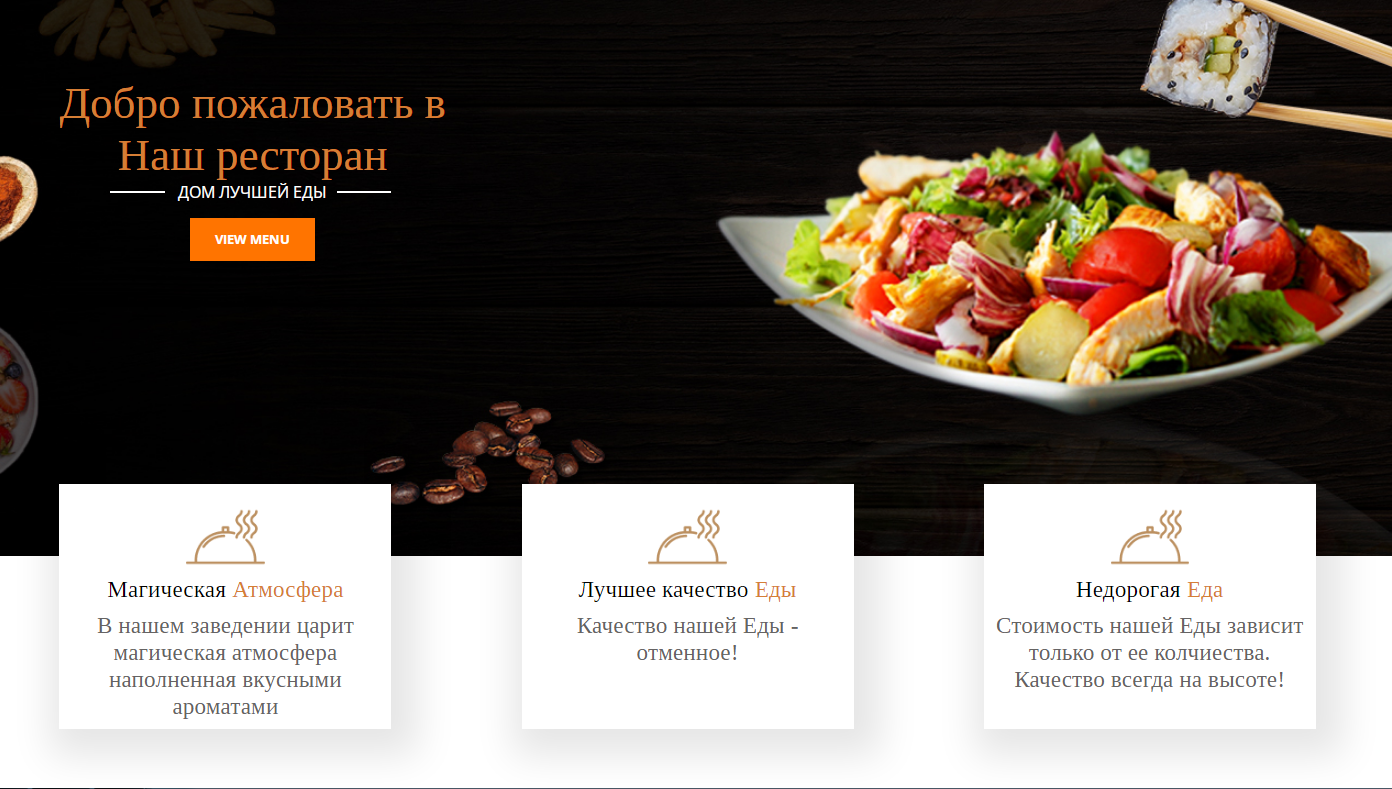 Добро пожаловать в
Наш ресторан
ДОМ ЛУЧШЕЙ ЕДЫ
VIEW MENU
Магическая Атмосфера
В нашем заведении царит
магическая атмосфера
наполненная вкусными
ароматами
Лучшее качество Еды
Качество нашей Еды -
отменное!
Недорогая Еда
Стоимость нашей Еды зависит
только от ее колчиества.
Качество всегда на высоте!